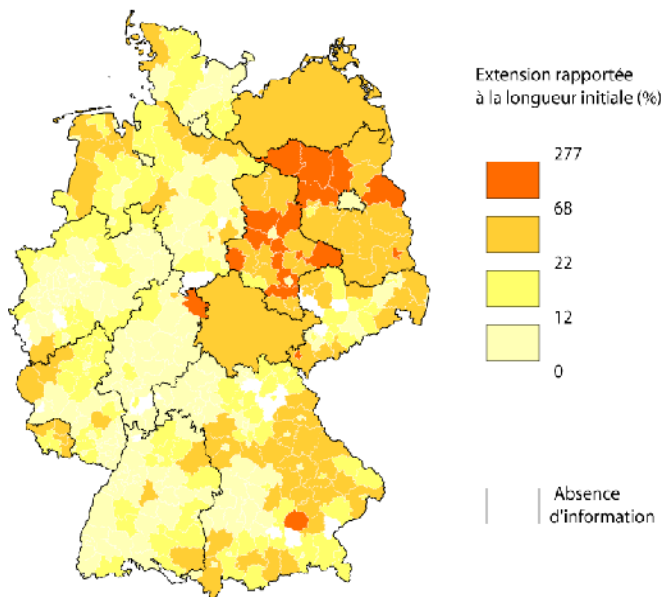 Extension rapportée
à la longueur initiale (%)
277
68
22
12
0
Absence
d'information